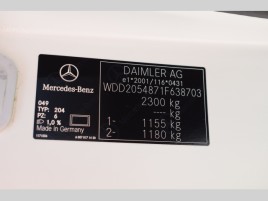 DAIMLER AG
e1*2001/116*0431
WDD2054871F638703
2300 kg
---- kg
1- 1155 kg
2- 1180 kg
Mercedes-Benz
049
TYP: 204
PZ: 6
1,0 %
Made in Germany